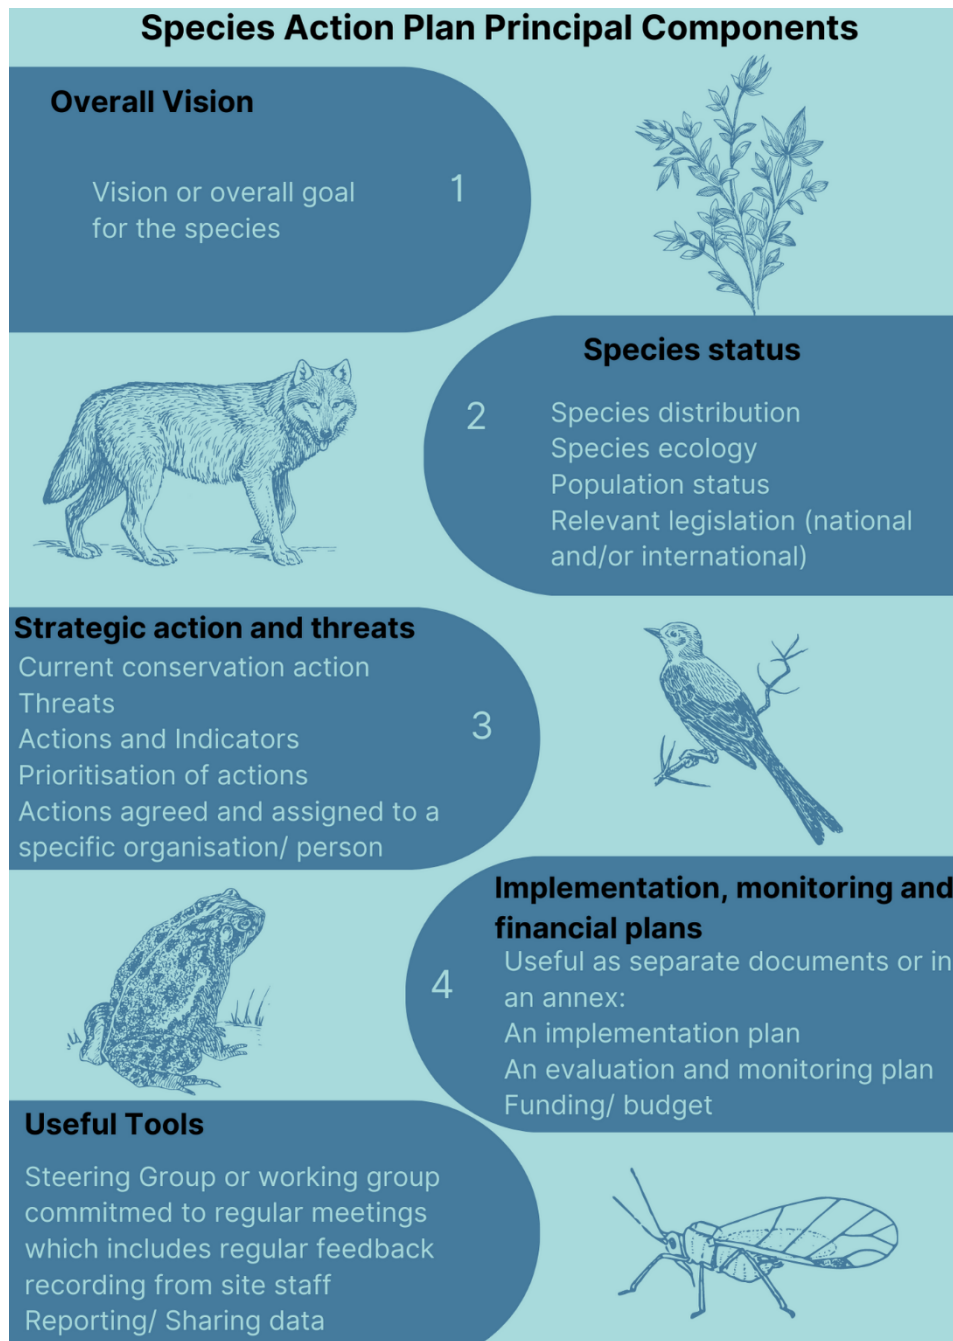 Species Action Plan Principal Components
Overall Vision
Vision or overall goal
for the species
1
Species status
2
Species distribution
Species ecology
Population status
Relevant legislation (national
and/or international)
Strategic action and threats
Current conservation action
Threats
Actions and Indicators
Prioritisation of actions
Actions agreed and assigned to a
specific organisation/ person
3
Implementation, monitoring and
financial plans
4
Useful as separate documents or in
an annex:
An implementation plan
An evaluation and monitoring plan
Funding/ budget
Useful Tools
Steering Group or working group
commitmed to regular meetings
which includes regular feedback
recording from site staff
Reporting/ Sharing data